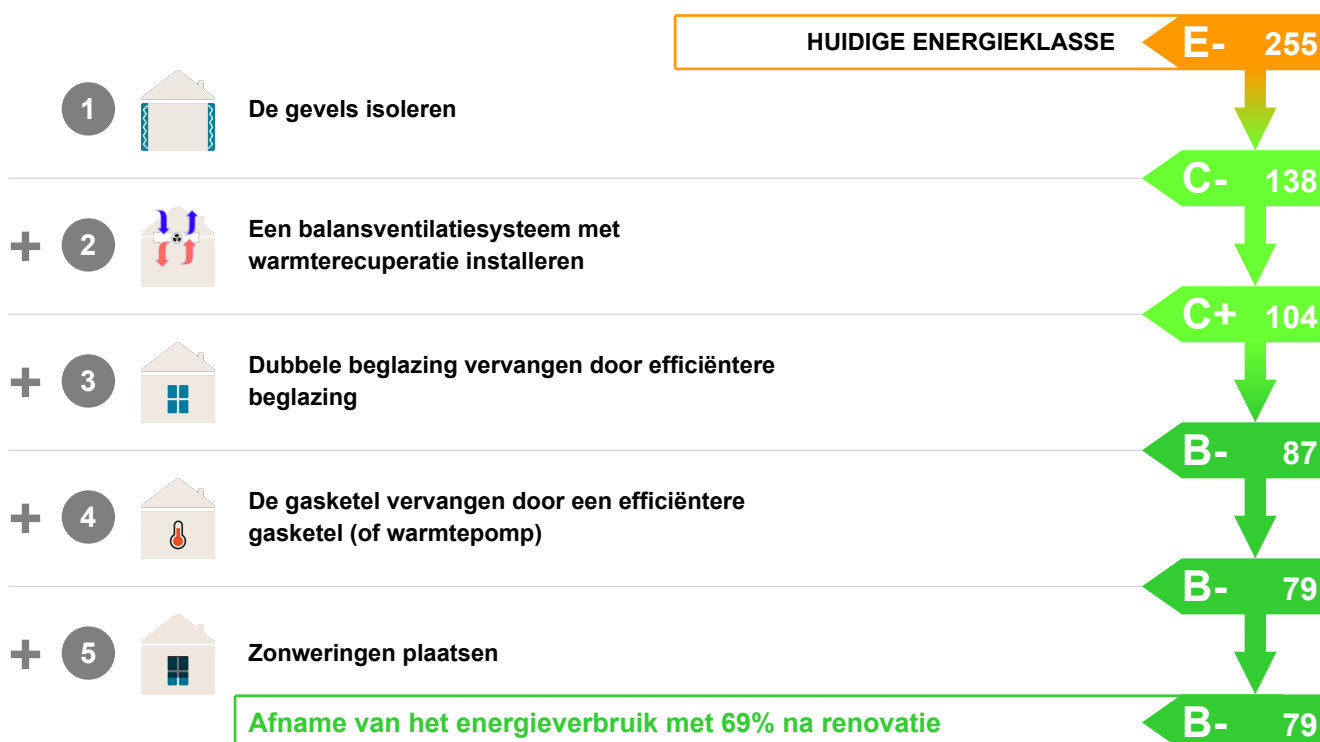 HUIDIGE ENERGIEKLASSE E- 255
1 De gevels isoleren
C- 138
+ 2 Een balansventilatiesysteem met
warmterecuperatie installeren
C+ 104
+ 3 Dubbele beglazing vervangen door efficiëntere
beglazing
B- 87
+ 4 De gasketel vervangen door een efficiëntere
gasketel (of warmtepomp)
B- 79
+ 5 Zonweringen plaatsen
Afname van het energieverbruik met 69% na renovatie B- 79